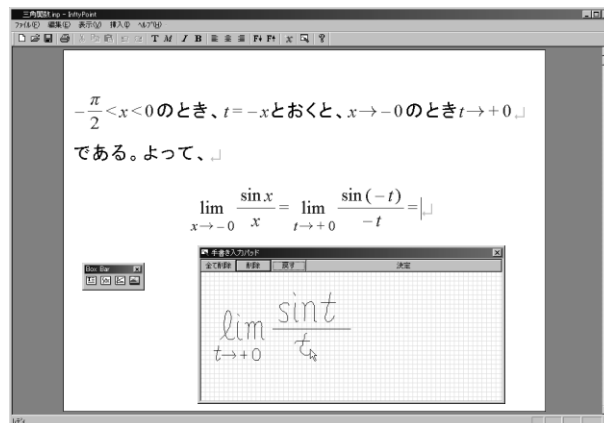 三角関数.inp - InftyPoint
ファイル(F) 編集(E) 表示(V) 挿入(I) ヘルプ(H)
T M I B F↓ F↑ x ?
-π/2 < x < 0 のとき、t = -x とおくと、x → -0 のとき t → +0
である。よって、
lim x→-0 sin x / x = lim t→+0 sin (-t) / -t =
Box Bar
手書き入力パッド
全て削除 削除 戻す 決定
lim t→+0 sin t / t